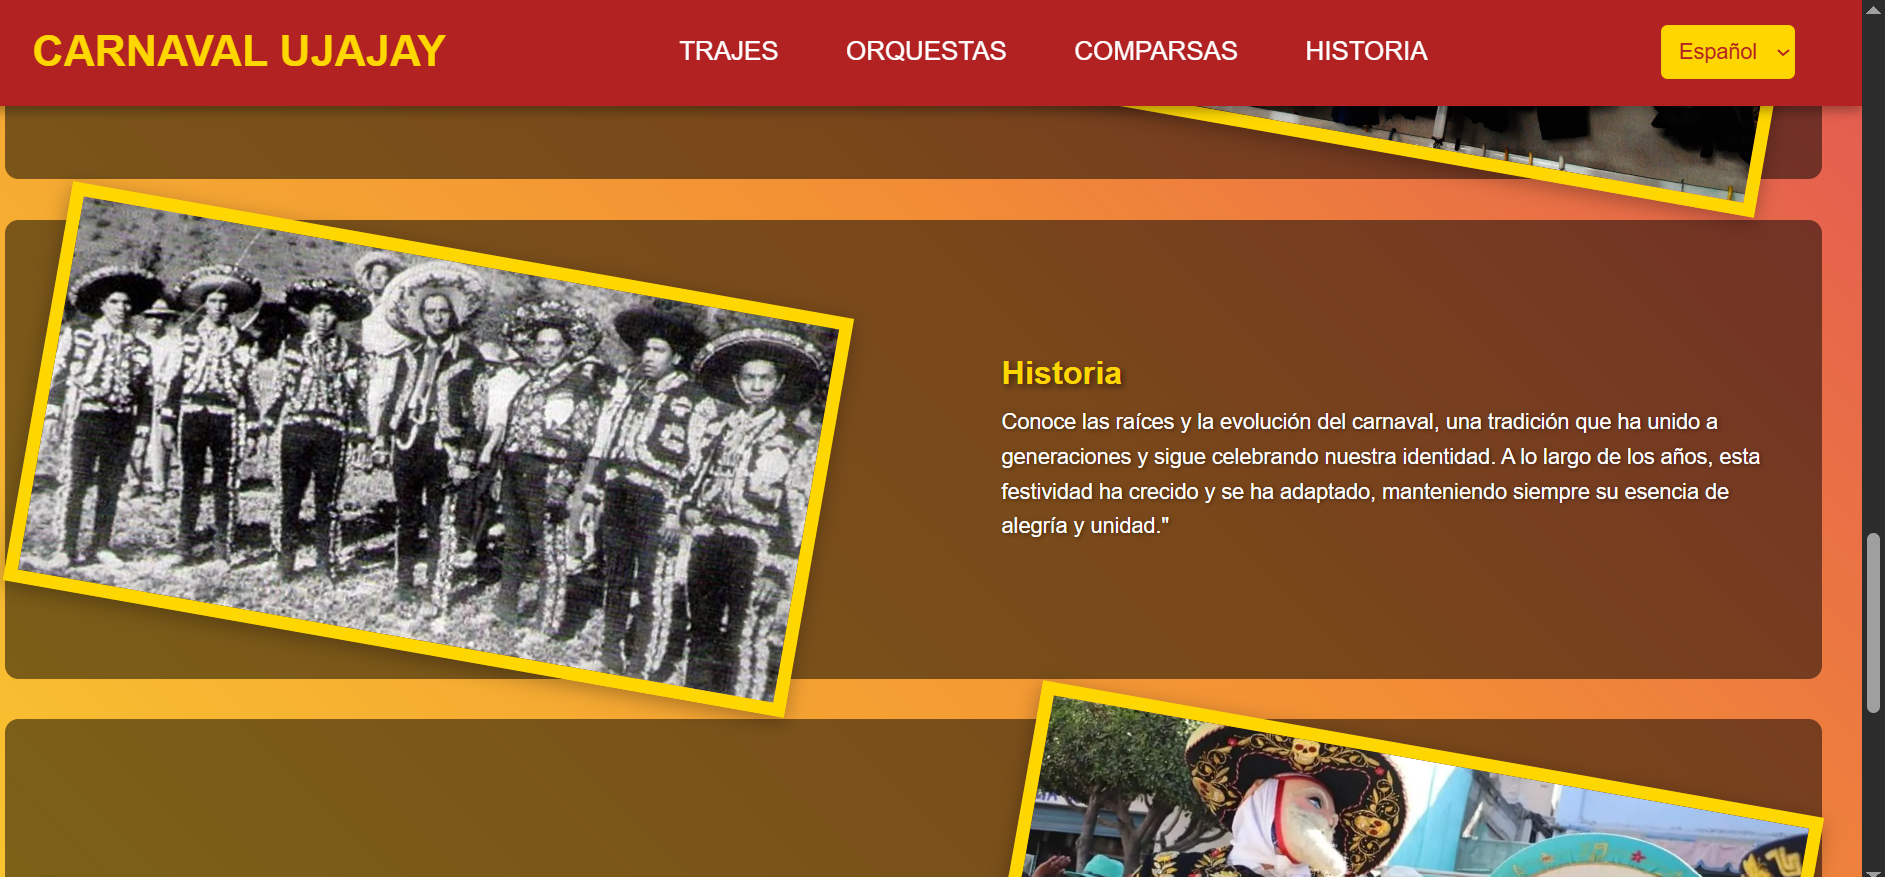 CARNAVAL UJAJAY
TRAJES
ORQUESTAS
COMPARSAS
HISTORIA
Español
Historia
Conoce las raíces y la evolución del carnaval, una tradición que ha unido a
generaciones y sigue celebrando nuestra identidad. A lo largo de los años, esta
festividad ha crecido y se ha adaptado, manteniendo siempre su esencia de
alegría y unidad."